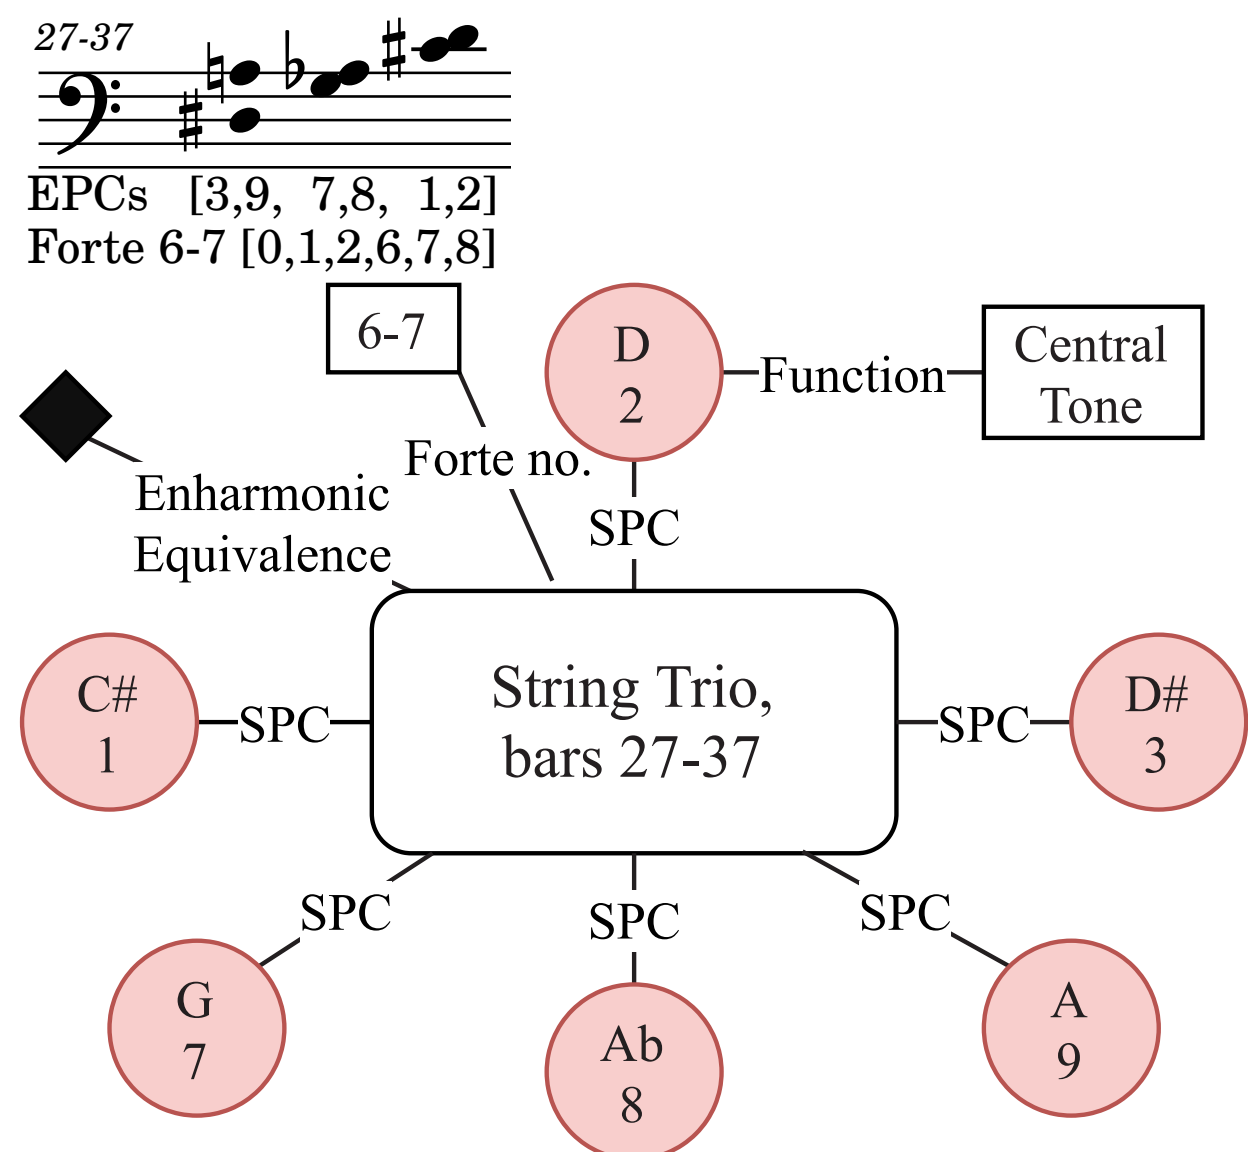 27-37
EPCs [3,9, 7,8, 1,2]
Forte 6-7 [0,1,2,6,7,8]
6-7
D
2
Function
Central
Tone
Forte no.
Enharmonic
Equivalence
SPC
C#
1
SPC
String Trio,
bars 27-37
SPC
D#
3
SPC
SPC
SPC
G
7
Ab
8
A
9